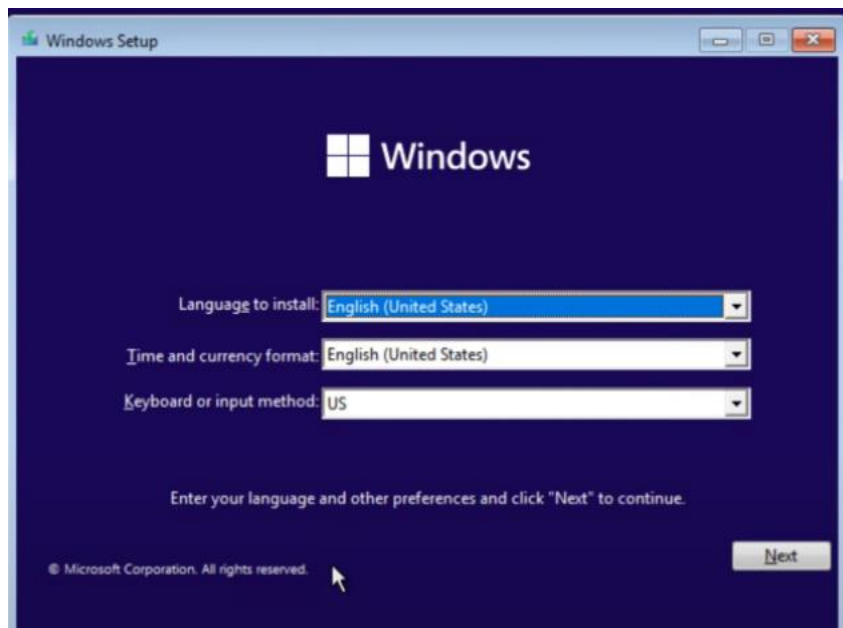 Windows Setup
Windows
Language to install: English (United States)
Time and currency format: English (United States)
Keyboard or input method: US
Enter your language and other preferences and click "Next" to continue.
Next
© Microsoft Corporation. All rights reserved.